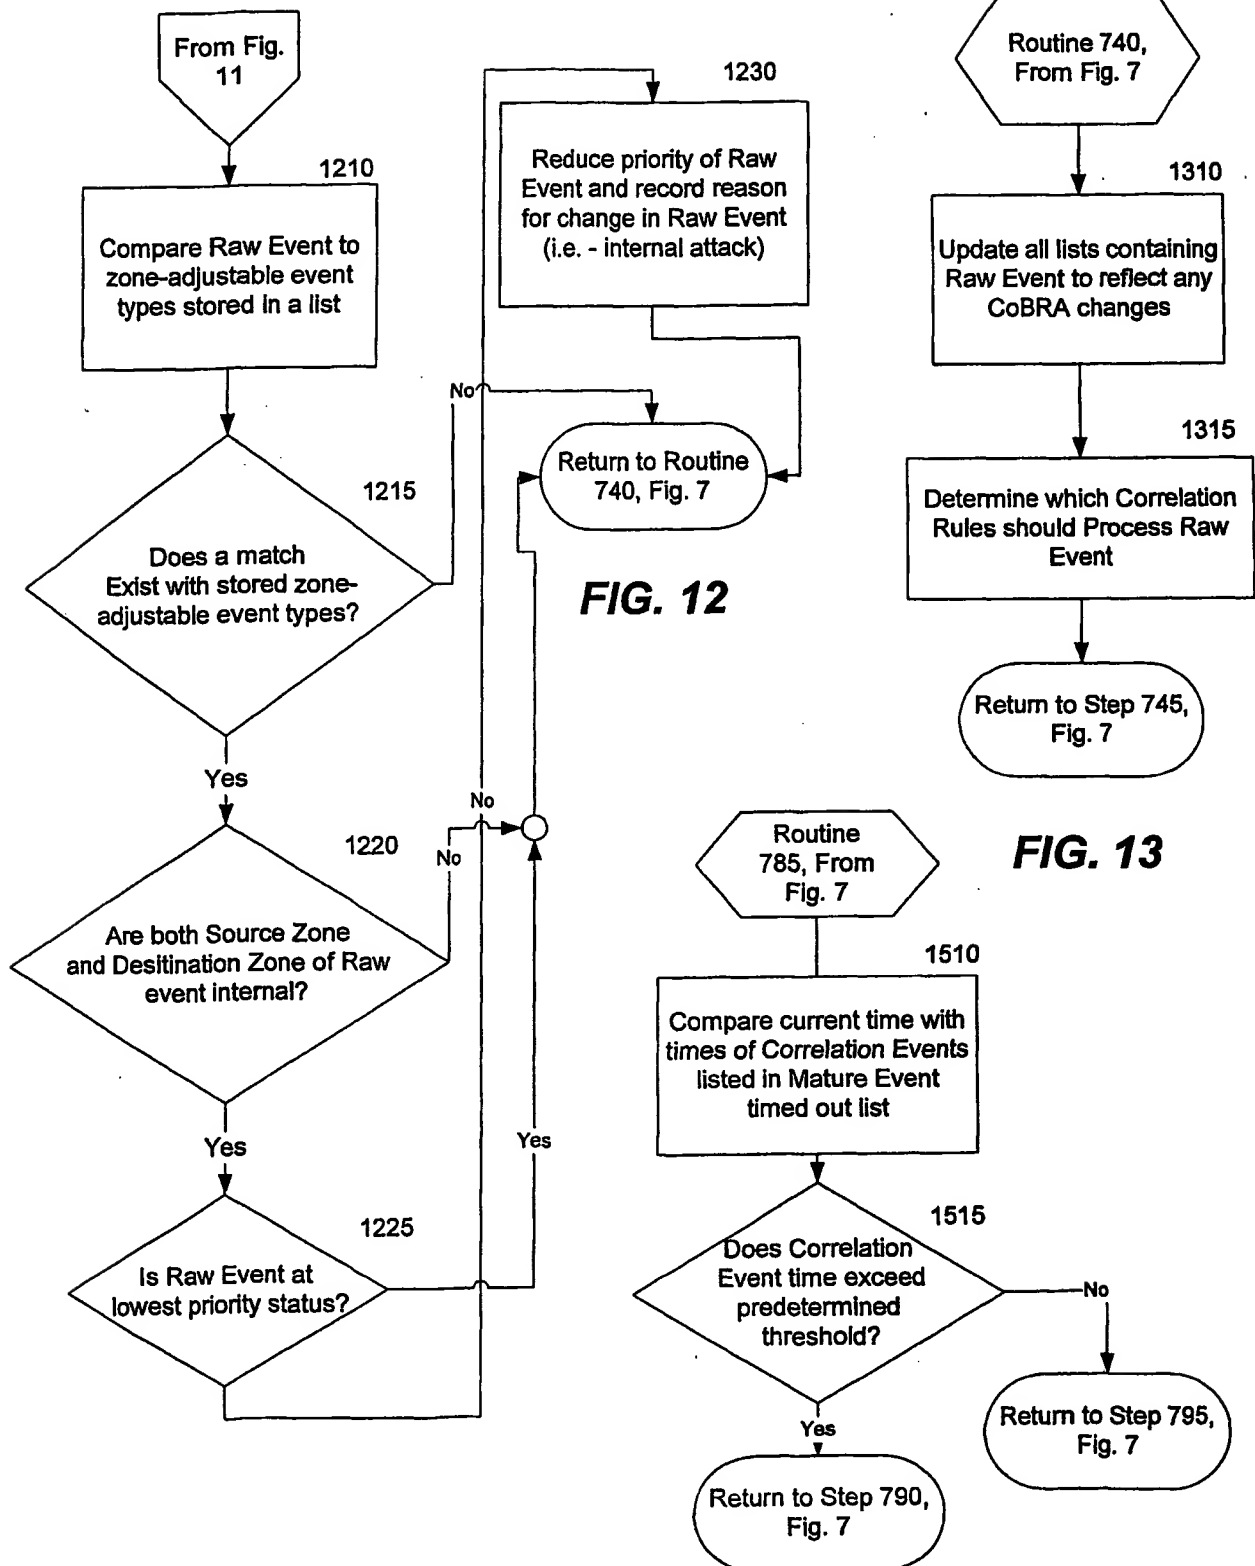 From Fig.
11
1210
Compare Raw Event to
zone-adjustable event
types stored in a list
1215
Does a match
Exist with stored zone-
adjustable event types?
No
Yes
1220
Are both Source Zone
and Desitination Zone of Raw
event internal?
No
Yes
1225
Is Raw Event at
lowest priority status?
Yes
No
1230
Reduce priority of Raw
Event and record reason
for change in Raw Event
(i.e. - internal attack)
Return to Routine
740, Fig. 7
FIG. 12
Routine 740,
From Fig. 7
1310
Update all lists containing
Raw Event to reflect any
CoBRA changes
1315
Determine which Correlation
Rules should Process Raw
Event
Return to Step 745,
Fig. 7
FIG. 13
Routine
785, From
Fig. 7
1510
Compare current time with
times of Correlation Events
listed in Mature Event
timed out list
1515
Does Correlation
Event time exceed
predetermined
threshold?
No
Yes
Return to Step 795,
Fig. 7
Return to Step 790,
Fig. 7